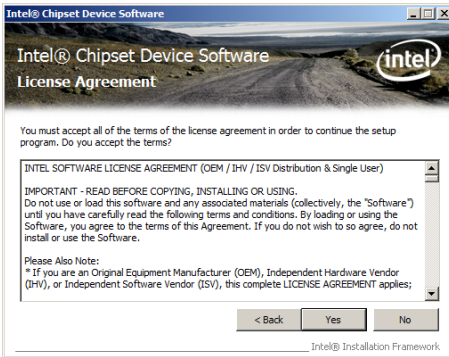 Intel® Chipset Device Software
Intel® Chipset Device Software
intel
License Agreement
You must accept all of the terms of the license agreement in order to continue the setup
program. Do you accept the terms?
INTEL SOFTWARE LICENSE AGREEMENT (OEM / IHV / ISV Distribution & Single User)
IMPORTANT - READ BEFORE COPYING, INSTALLING OR USING.
Do not use or load this software and any associated materials (collectively, the "Software")
until you have carefully read the following terms and conditions. By loading or using the
Software, you agree to the terms of this Agreement. If you do not wish to so agree, do not
install or use the Software.
Please Also Note:
* If you are an Original Equipment Manufacturer (OEM), Independent Hardware Vendor
(IHV), or Independent Software Vendor (ISV), this complete LICENSE AGREEMENT applies;
< Back Yes No
Intel® Installation Framework